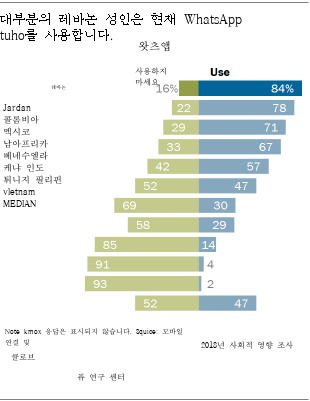 대부분의 레바논 성인은 현재 WhatsApp
tuho를 사용합니다.
왓츠앱
사용하지
마세요
Use
레바논
16%
84%
Jardan
22
78
콜롬비아
29
71
멕시코
33
67
남아프리카
42
57
베네수엘라
52
47
케냐 인도
69
30
튀니지 필리핀
58
29
vietnam
85
14
MEDIAN
91
4
93
2
52
47
Note kmox 응답은 표시되지 않습니다. Squice: 모바일
연결 및
2018년 사회적 영향 조사
글로브
퓨 연구 센터